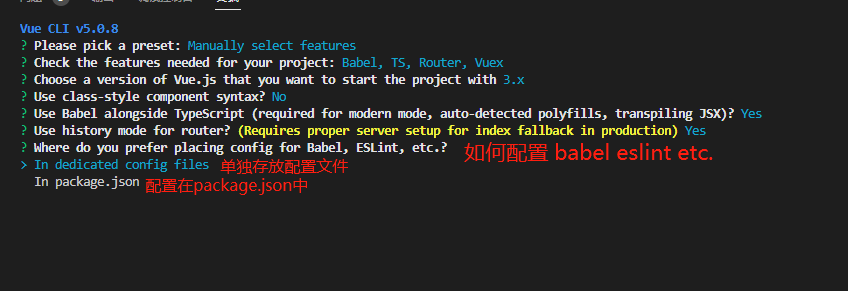 Vue CLI v5.0.8
? Please pick a preset: Manually select features
? Check the features needed for your project: Babel, TS, Router, Vuex
? Choose a version of Vue.js that you want to start the project with 3.x
? Use class-style component syntax? No
? Use Babel alongside TypeScript (required for modern mode, auto-detected polyfills, transpiling JSX)? Yes
? Use history mode for router? (Requires proper server setup for index fallback in production) Yes
? Where do you prefer placing config for Babel, ESLint, etc.? 如何配置 babel eslint etc.
> In dedicated config files 单独存放配置文件
In package.json 配置在package.json中